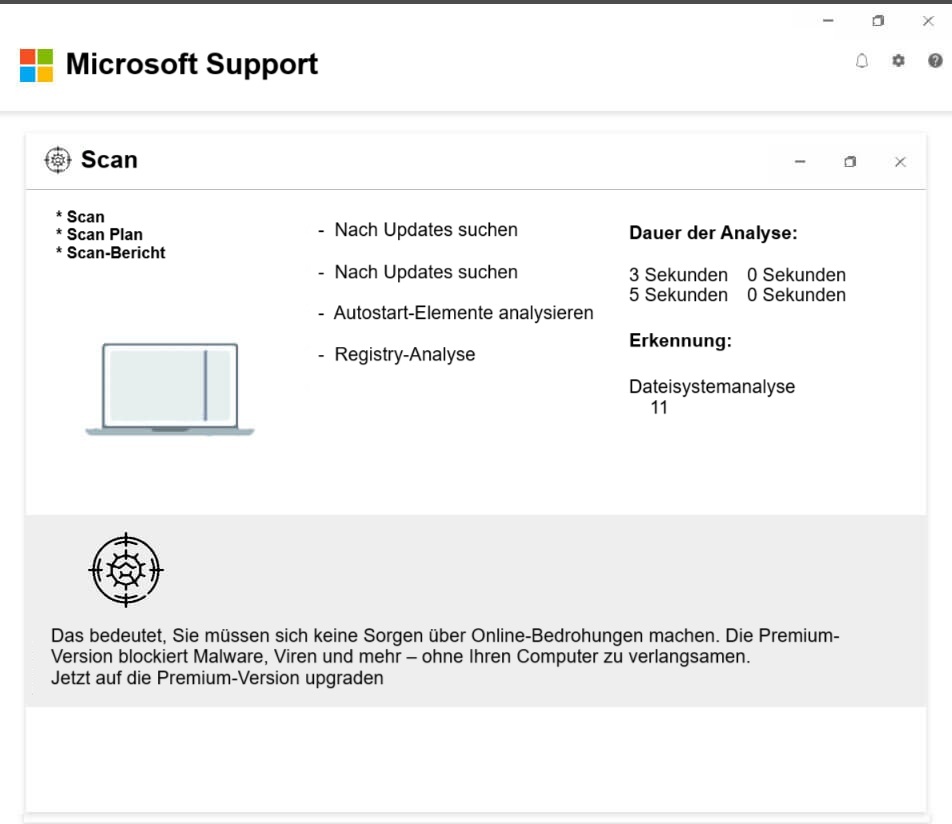 Microsoft Support
Scan
* Scan
* Scan Plan
* Scan-Bericht
- Nach Updates suchen
- Nach Updates suchen
- Autostart-Elemente analysieren
- Registry-Analyse
Dauer der Analyse:
3 Sekunden 0 Sekunden
5 Sekunden 0 Sekunden
Erkennung:
Dateisystemanalyse
11
Das bedeutet, Sie müssen sich keine Sorgen über Online-Bedrohungen machen. Die Premium-
Version blockiert Malware, Viren und mehr – ohne Ihren Computer zu verlangsamen.
Jetzt auf die Premium-Version upgraden